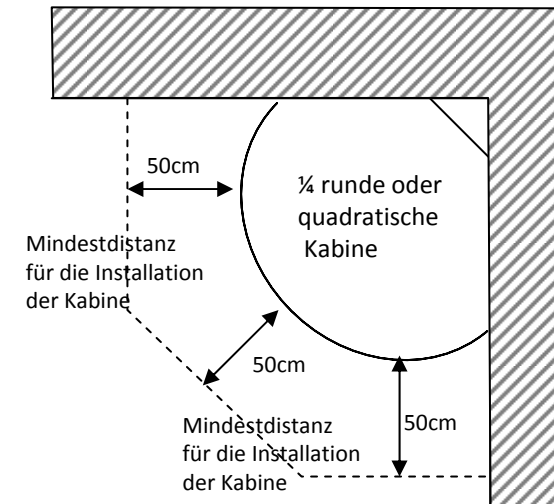 50cm
¼ runde oder
quadratische
Kabine
Mindestdistanz
für die Installation
der Kabine
50cm
50cm
Mindestdistanz
für die Installation
der Kabine